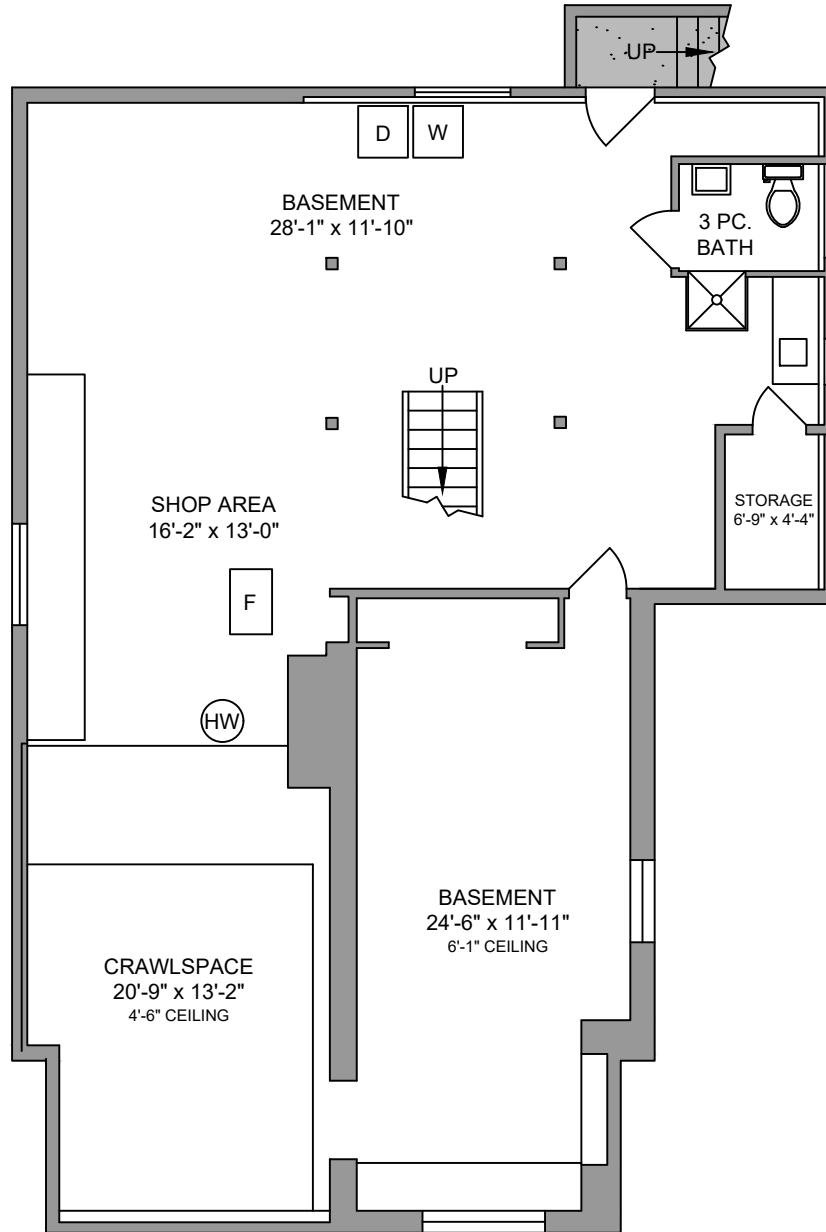 UP
D
W
BASEMENT
28'-1" x 11'-10"
3 PC.
BATH
UP
SHOP AREA
16'-2" x 13'-0"
STORAGE
6'-9" x 4'-4"
F
HW
BASEMENT
24'-6" x 11'-11"
6'-1" CEILING
CRAWLSPACE
20'-9" x 13'-2"
4'-6" CEILING